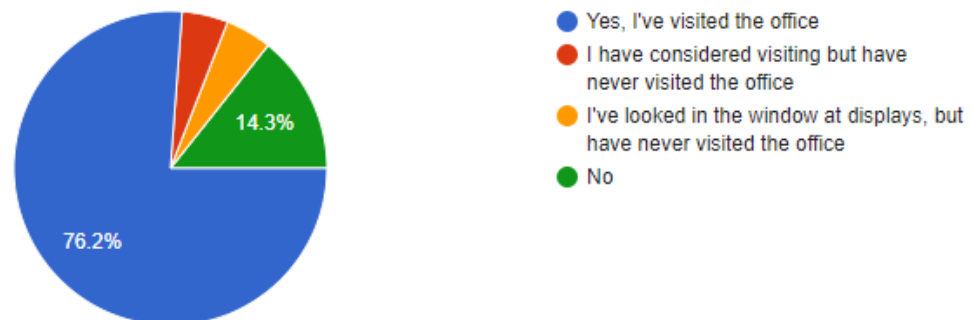 Yes, I've visited the office
I have considered visiting but have
never visited the office
I've looked in the window at displays, but
have never visited the office
No
14.3%
76.2%